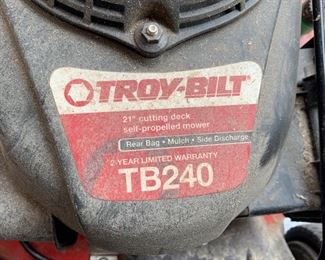 TROY-BILT
21" cutting deck
self-propelled mower
Rear Bag • Mulch • Side Discharge
2-YEAR LIMITED WARRANTY
TB240